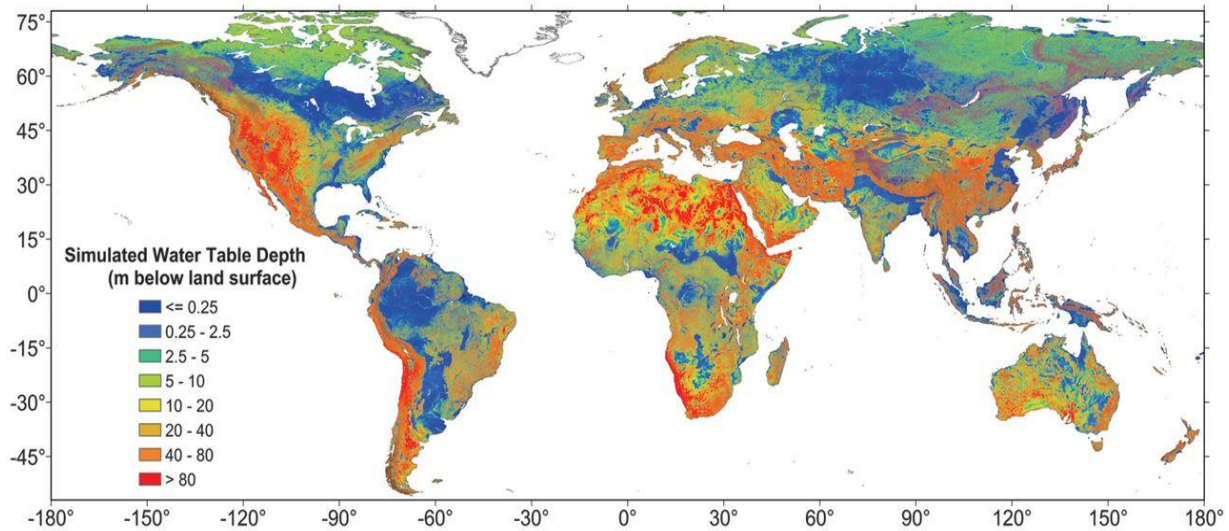 75°
60°
45°
30°
15°
0°
-15°
-30°
-45°
Simulated Water Table Depth
(m below land surface)
<= 0.25
0.25 - 2.5
2.5 - 5
5 - 10
10 - 20
20 - 40
40 - 80
> 80
-180° -150° -120° -90° -60° -30° 0° 30° 60° 90° 120° 150° 180°